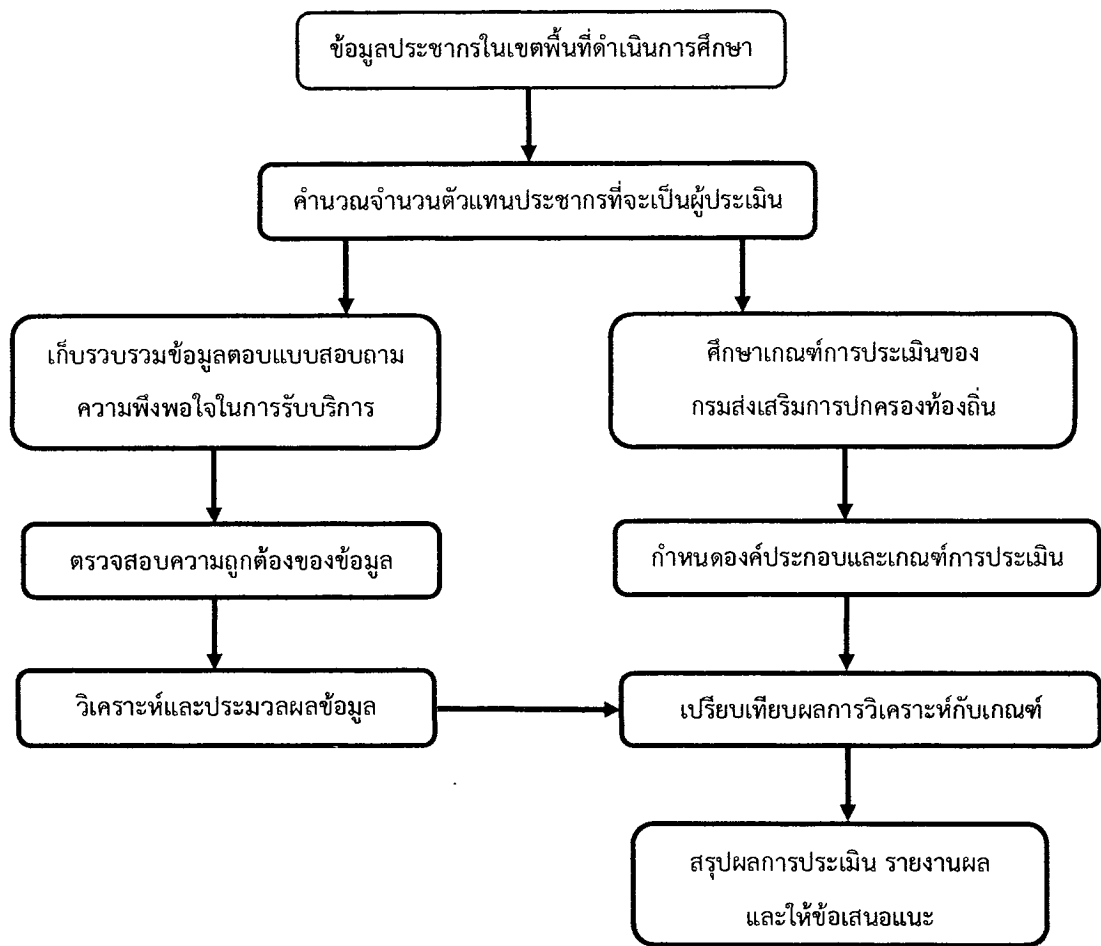 ข้อมูลประชากรในเขตพื้นที่ดำเนินการศึกษา
คำนวณจำนวนตัวแทนประชากรที่จะเป็นผู้ประเมิน
เก็บรวบรวมข้อมูลตอบแบบสอบถาม
ความพึงพอใจในการรับบริการ
ศึกษาเกณฑ์การประเมินของ
กรมส่งเสริมการปกครองท้องถิ่น
ตรวจสอบความถูกต้องของข้อมูล
กำหนดองค์ประกอบและเกณฑ์การประเมิน
วิเคราะห์และประมวลผลข้อมูล
เปรียบเทียบผลการวิเคราะห์กับเกณฑ์
สรุปผลการประเมิน รายงานผล
และให้ข้อเสนอแนะ